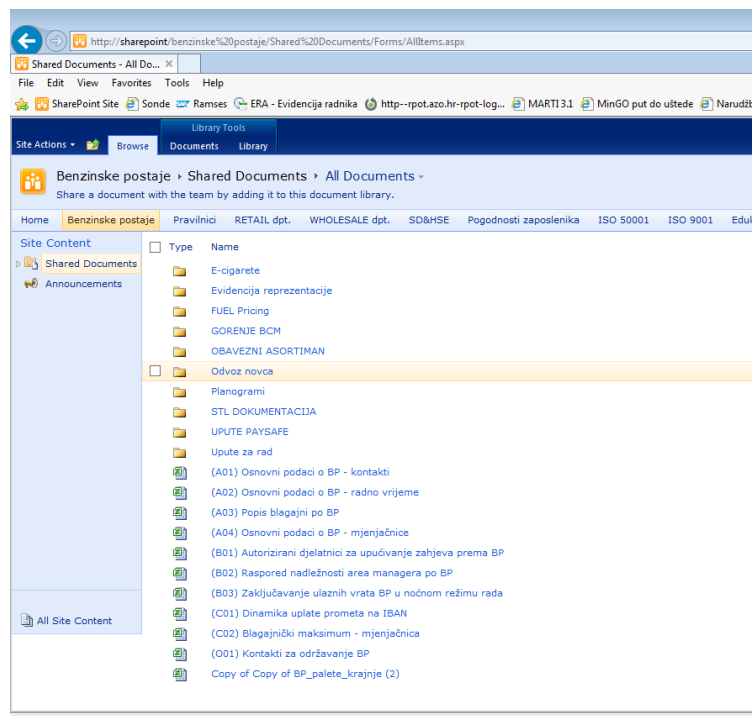 http://sharepoint/benzinske%20postaje/Shared%20Documents/Forms/AllItems.aspx
Shared Documents - All Do...
File Edit View Favorites Tools Help
SharePoint Site Sonde Ramses ERA - Evidencija radnika http--rpot.azo.hr-rpot-log... MARTI 3.1 MinGO put do uštede Narudžb
Library Tools
Site Actions Browse Documents Library
Benzinske postaje Shared Documents All Documents
Share a document with the team by adding it to this document library.
Home Benzinske postaje Pravilnici RETAIL dpt. WHOLESALE dpt. SD&HSE Pogodnosti zaposlenika ISO 50001 ISO 9001 Eduk
Site Content
Shared Documents
Announcements
All Site Content
Type Name
E-cigarete
Evidencija reprezentacije
FUEL Pricing
GORENJE BCM
OBAVEZNI ASORTIMAN
Odvoz novca
Planogrami
STL DOKUMENTACIJA
UPUTE PAYSAFE
Upute za rad
(A01) Osnovni podaci o BP - kontakti
(A02) Osnovni podaci o BP - radno vrijeme
(A03) Popis blagajni po BP
(A04) Osnovni podaci o BP - mjenjačnice
(B01) Autorizirani djelatnici za upućivanje zahjeva prema BP
(B02) Raspored nadležnosti area managera po BP
(B03) Zaključavanje ulaznih vrata BP u noćnom režimu rada
(C01) Dinamika uplate prometa na IBAN
(C02) Blagajnički maksimum - mjenjačnica
(O01) Kontakti za održavanje BP
Copy of Copy of BP_palete_krajnje (2)